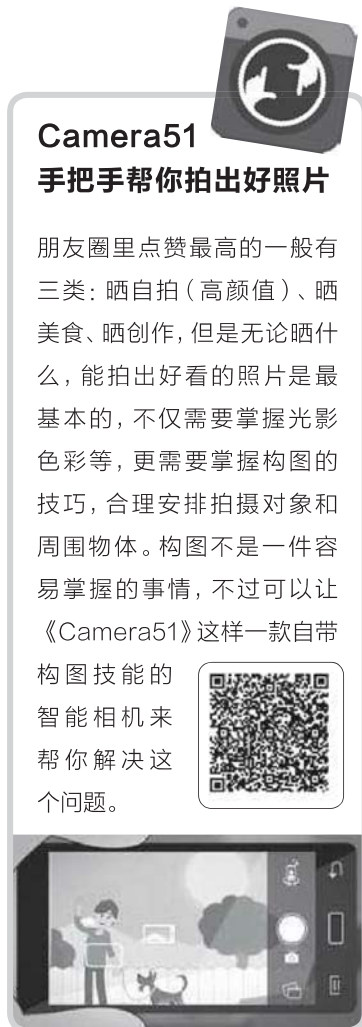 Camera51
手把手帮你拍出好照片
朋友圈里点赞最高的一般有
三类：晒自拍（高颜值）、晒
美食、晒创作，但是无论晒什
么，能拍出好看的照片是最
基本的，不仅需要掌握光影
色彩等，更需要掌握构图的
技巧，合理安排拍摄对象和
周围物体。构图不是一件容
易掌握的事情，不过可以让
《Camera51》这样一款自带
构图技能的
智能相机来
帮你解决这
个问题。